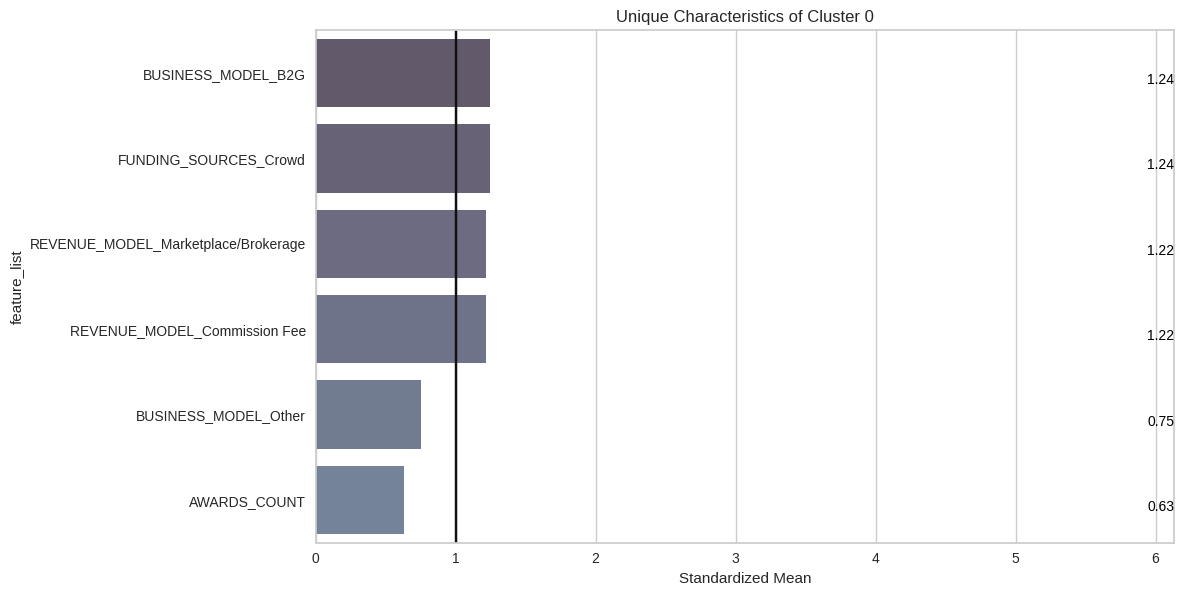 Unique Characteristics of Cluster 0
feature_list
BUSINESS_MODEL_B2G
1.24
FUNDING_SOURCES_Crowd
1.24
REVENUE_MODEL_Marketplace/Brokerage
1.22
REVENUE_MODEL_Commission Fee
1.22
BUSINESS_MODEL_Other
0.75
AWARDS_COUNT
0.63
0 1 2 3 4 5 6
Standardized Mean